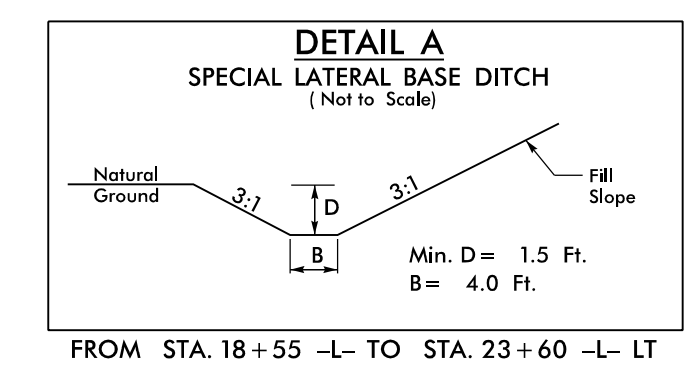 DETAIL A
SPECIAL LATERAL BASE DITCH
( Not to Scale)
Natural
Ground
3:1
D
3:1
Fill
Slope
B
Min. D = 1.5 Ft.
B = 4.0 Ft.
FROM STA. 18+55 -L- TO STA. 23+60 -L- LT